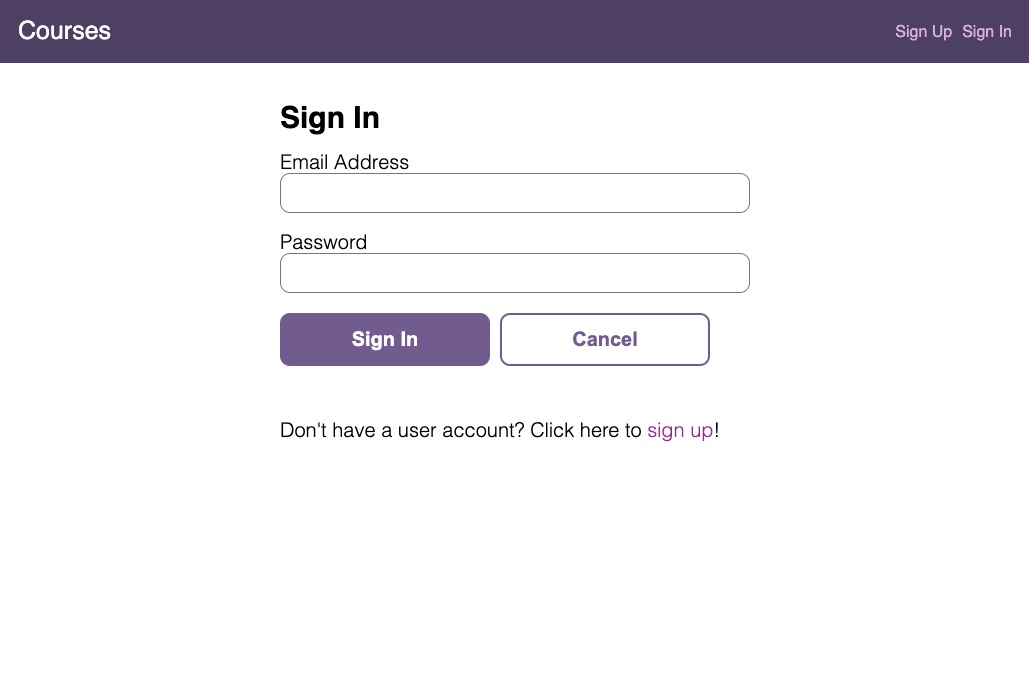 Courses
Sign Up Sign In
Sign In
Email Address
Password
Sign In
Cancel
Don't have a user account? Click here to sign up!